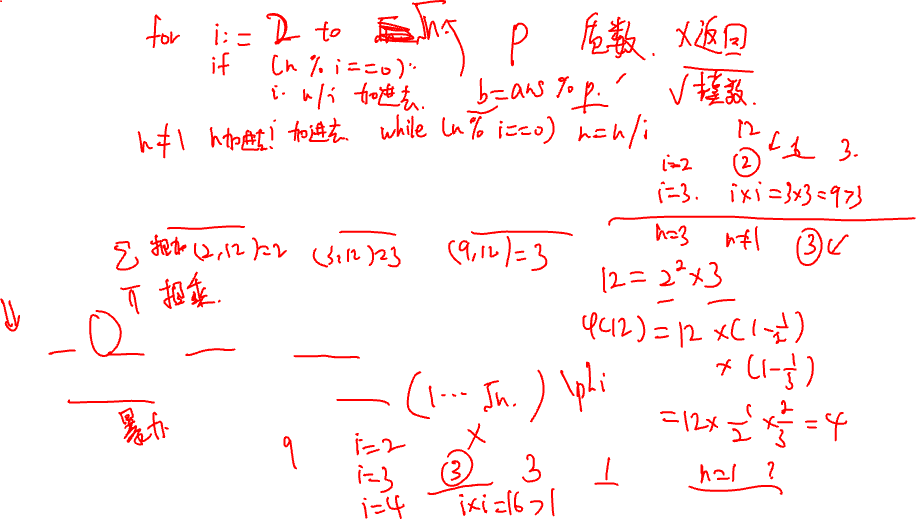 for i:= 2 to √n:
p 质数. x返回
if (n % i==0):
√ 整数.
i. n/i 加进去.
b=ans % p.
n≠1 n加进去 i 加进去 while (n% i==0) n=n/i
12
i=2 ② 3.
i=3. i×i=3×3=9>3
n=3 n≠1 ③
∑ 相加 (2,12)=2 (3,12)=3 (9,12)=3
π 相乘.
12 = 2² × 3
φ(12) = 12 × (1-1/2)
× (1-1/3)
(1⋯√n.) \phi
=12× 1/2 × 2/3 = 4
暴力
9 i=2 ×
i=3 ③ 3 1 n=1 ?
i=4 i×i=16>1